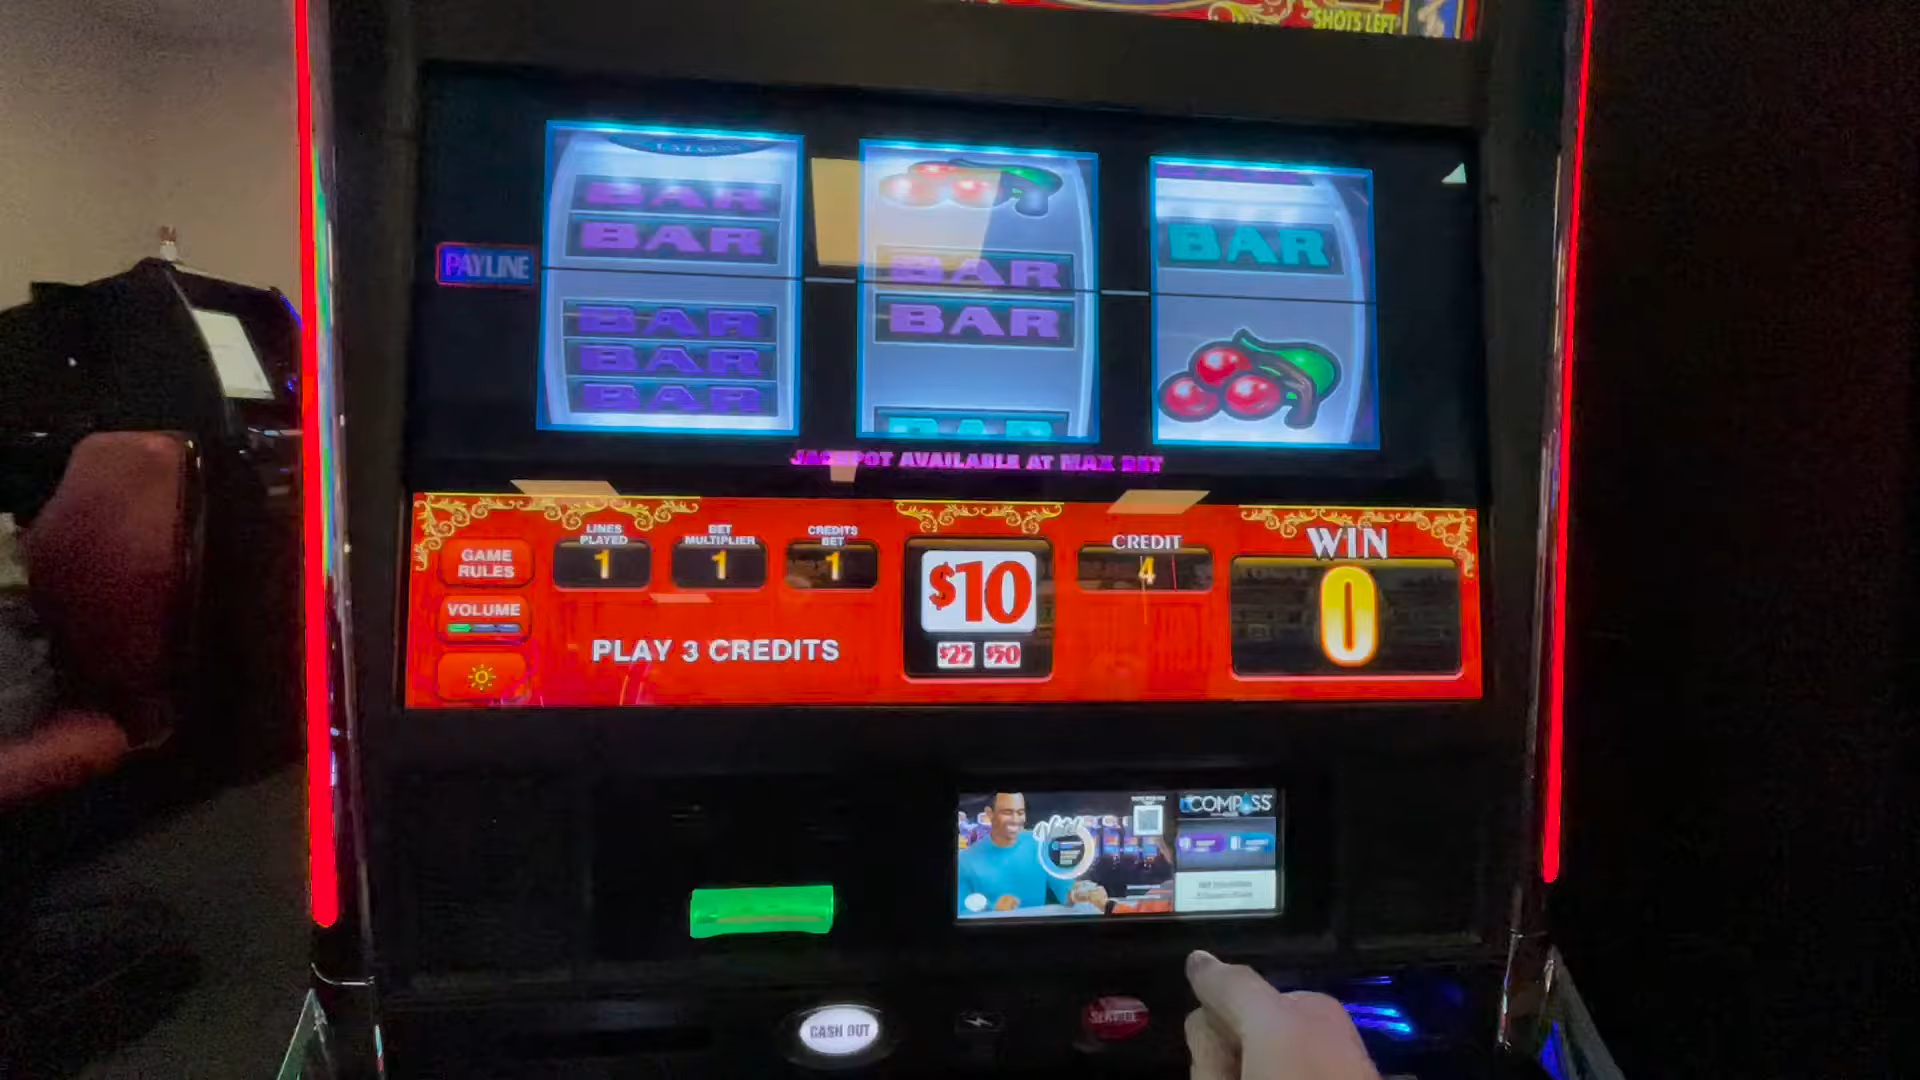 SHOTS LEFT
BAR
BAR
BAR
BAR
BAR
BAR
BAR
BAR
BAR
PAYLINE
JACKPOT AVAILABLE AT MAX BET
GAME RULES
VOLUME
LINES PLAYED
1
BET MULTIPLIER
1
CREDITS BET
1
PLAY 3 CREDITS
$10
$25 $50
CREDIT
4
WIN
0
COMPASS
CASH OUT
SERVICE